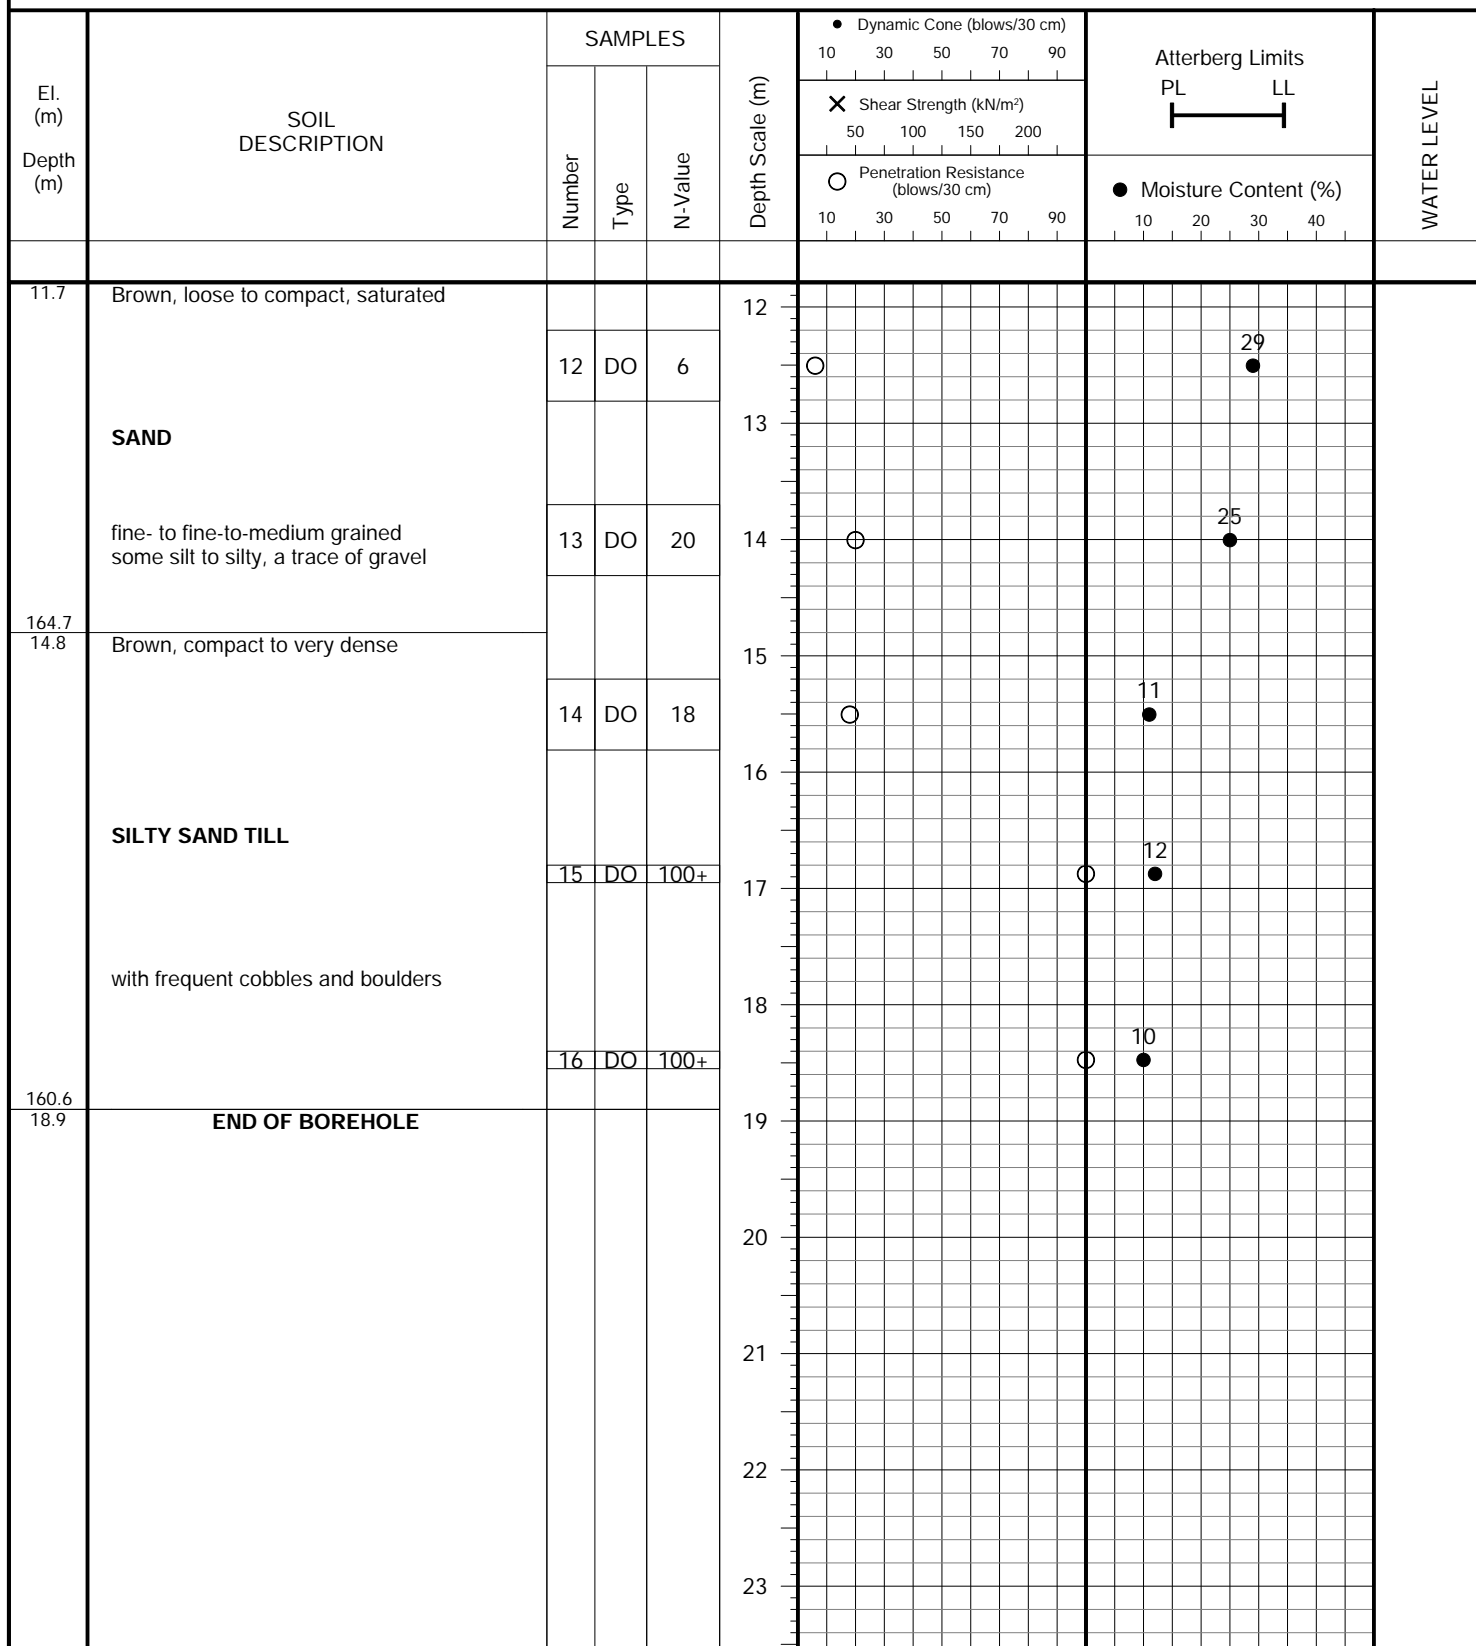 El.
(m)
Depth
(m)
SOIL
DESCRIPTION
SAMPLES
Number
Type
N-Value
Depth Scale (m)
Dynamic Cone (blows/30 cm)
10 30 50 70 90
Shear Strength (kN/m²)
50 100 150 200
Penetration Resistance
(blows/30 cm)
10 30 50 70 90
Atterberg Limits
PL LL
Moisture Content (%)
10 20 30 40
WATER LEVEL
11.7 Brown, loose to compact, saturated
12
29
12 DO 6
13
SAND
25
fine- to fine-to-medium grained
some silt to silty, a trace of gravel
13 DO 20
14
164.7
14.8 Brown, compact to very dense
15
11
14 DO 18
16
SILTY SAND TILL
12
15 DO 100+
17
with frequent cobbles and boulders
18
10
16 DO 100+
160.6
18.9 END OF BOREHOLE
19
20
21
22
23